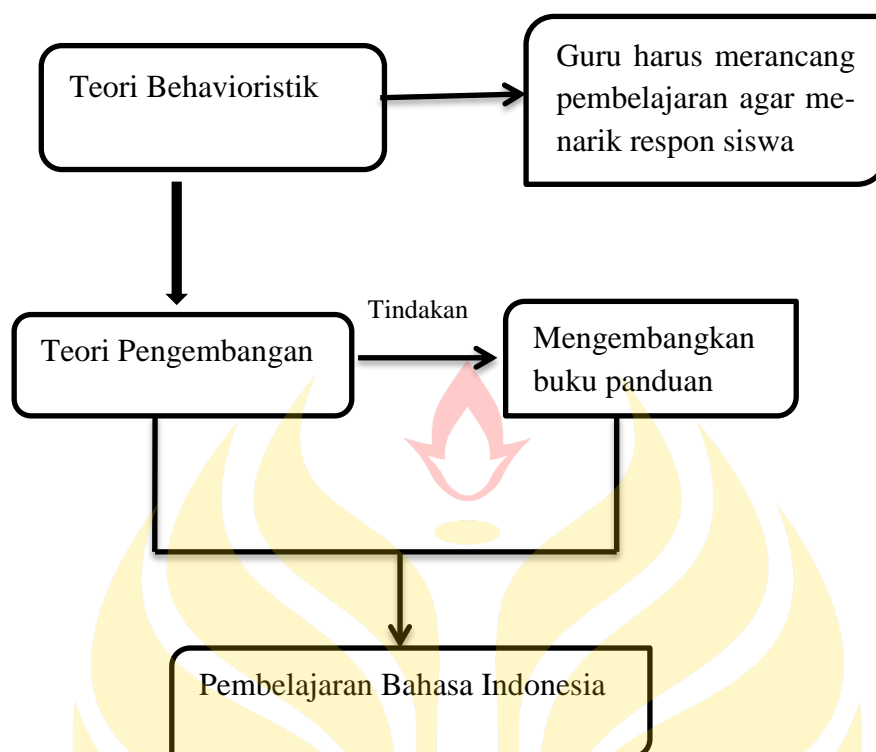 Teori Behavioristik
Guru harus merancang
pembelajaran agar me-
narik respon siswa
Teori Pengembangan
Tindakan
Mengembangkan
buku panduan
Pembelajaran Bahasa Indonesia